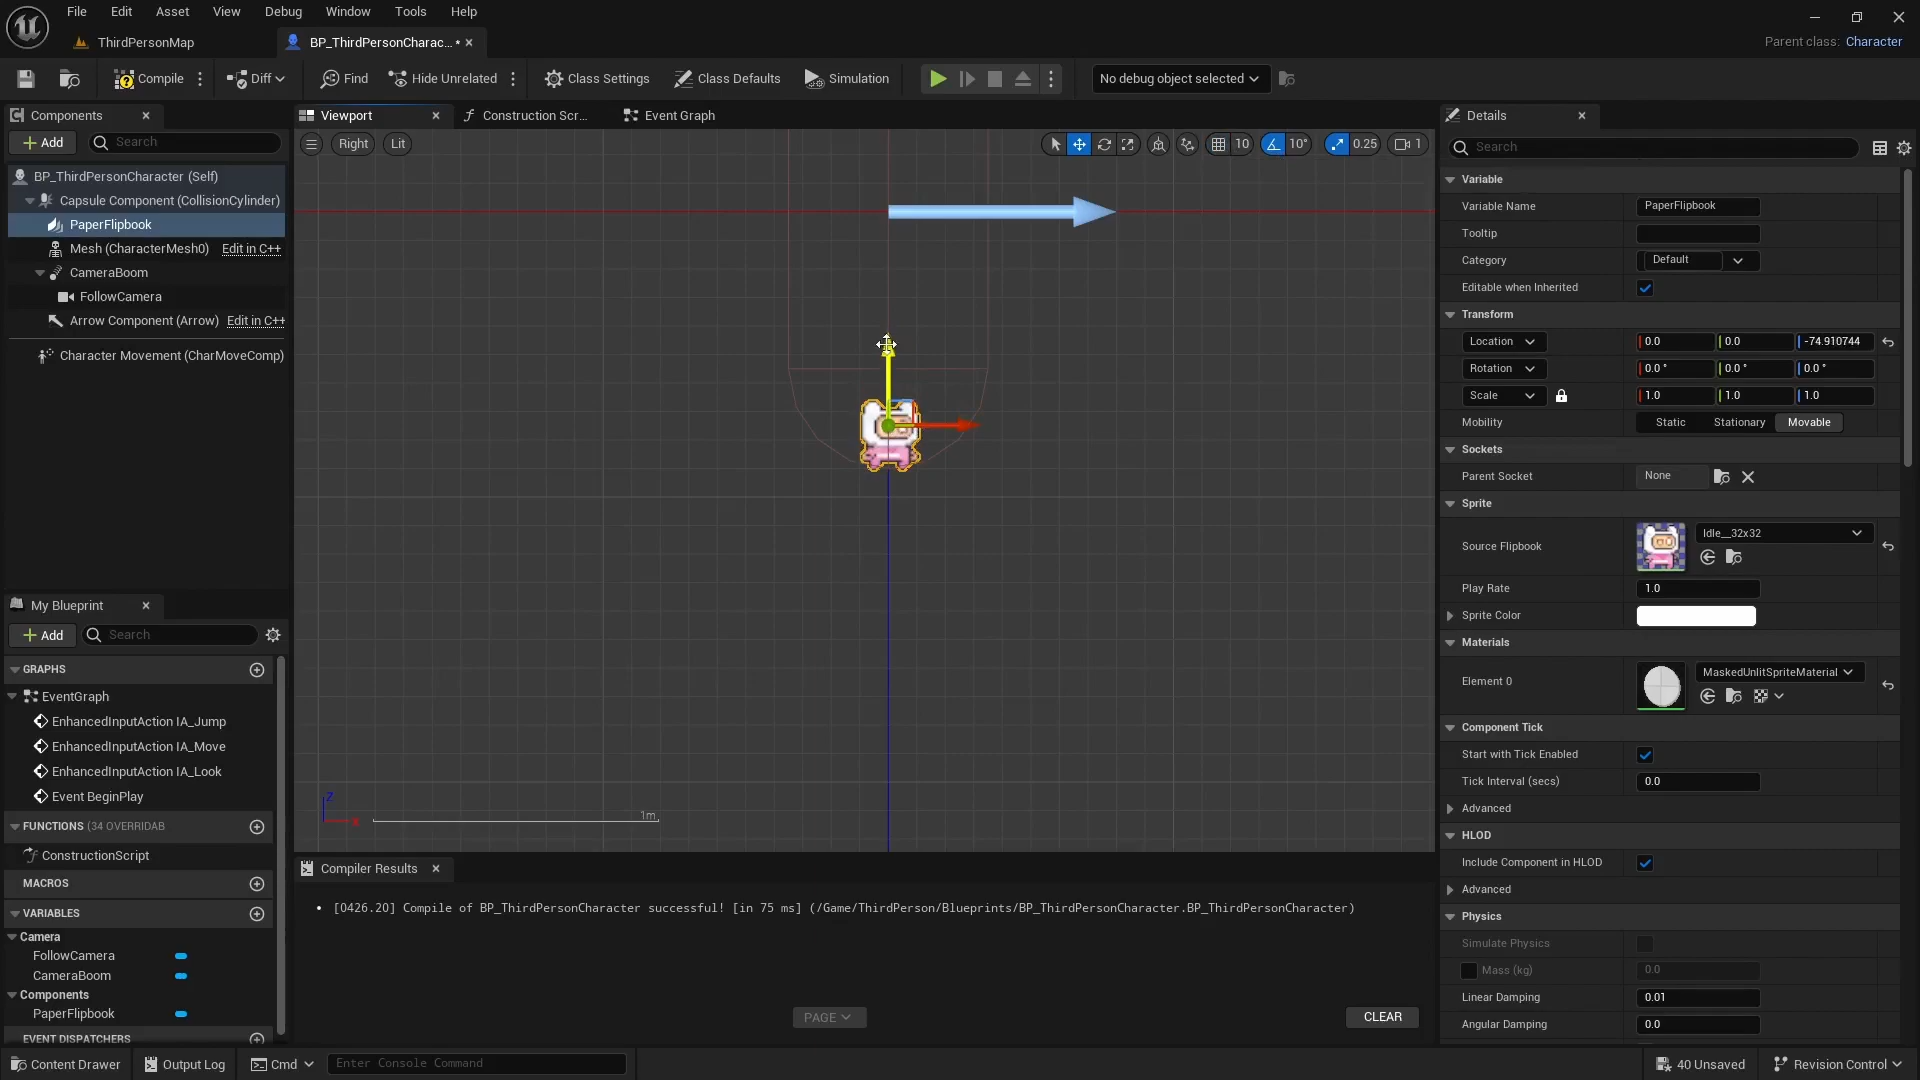 File Edit Asset View Debug Window Tools Help
ThirdPersonMap
BP_ThirdPersonCharac... *
Parent class: Character
Compile
Diff
Find
Hide Unrelated
Class Settings
Class Defaults
Simulation
No debug object selected
Components
Add
Search
BP_ThirdPersonCharacter (Self)
Capsule Component (CollisionCylinder)
PaperFlipbook
Mesh (CharacterMesh0) Edit in C++
CameraBoom
FollowCamera
Arrow Component (Arrow) Edit in C++
Character Movement (CharMoveComp)
My Blueprint
Add
Search
GRAPHS
EventGraph
EnhancedInputAction IA_Jump
EnhancedInputAction IA_Move
EnhancedInputAction IA_Look
Event BeginPlay
FUNCTIONS (34 OVERRIDAB
ConstructionScript
MACROS
VARIABLES
Camera
FollowCamera
CameraBoom
Components
PaperFlipbook
EVENT DISPATCHERS
Viewport
Construction Scr...
Event Graph
Right
Lit
10
10°
0.25
1
Z
X
1m
Compiler Results
• [0426.20] Compile of BP_ThirdPersonCharacter successful! [in 75 ms] (/Game/ThirdPerson/Blueprints/BP_ThirdPersonCharacter.BP_ThirdPersonCharacter)
PAGE
CLEAR
Details
Search
Variable
Variable Name PaperFlipbook
Tooltip
Category Default
Editable when Inherited
Transform
Location 0.0 0.0 -74.910744
Rotation 0.0 ° 0.0 ° 0.0 °
Scale 1.0 1.0 1.0
Mobility Static Stationary Movable
Sockets
Parent Socket None
Sprite
Source Flipbook Idle__32x32
Play Rate 1.0
Sprite Color
Materials
Element 0 MaskedUnlitSpriteMaterial
Component Tick
Start with Tick Enabled
Tick Interval (secs) 0.0
Advanced
HLOD
Include Component in HLOD
Advanced
Physics
Simulate Physics
Mass (kg) 0.0
Linear Damping 0.01
Angular Damping 0.0
Content Drawer
Output Log
Cmd
Enter Console Command
40 Unsaved
Revision Control